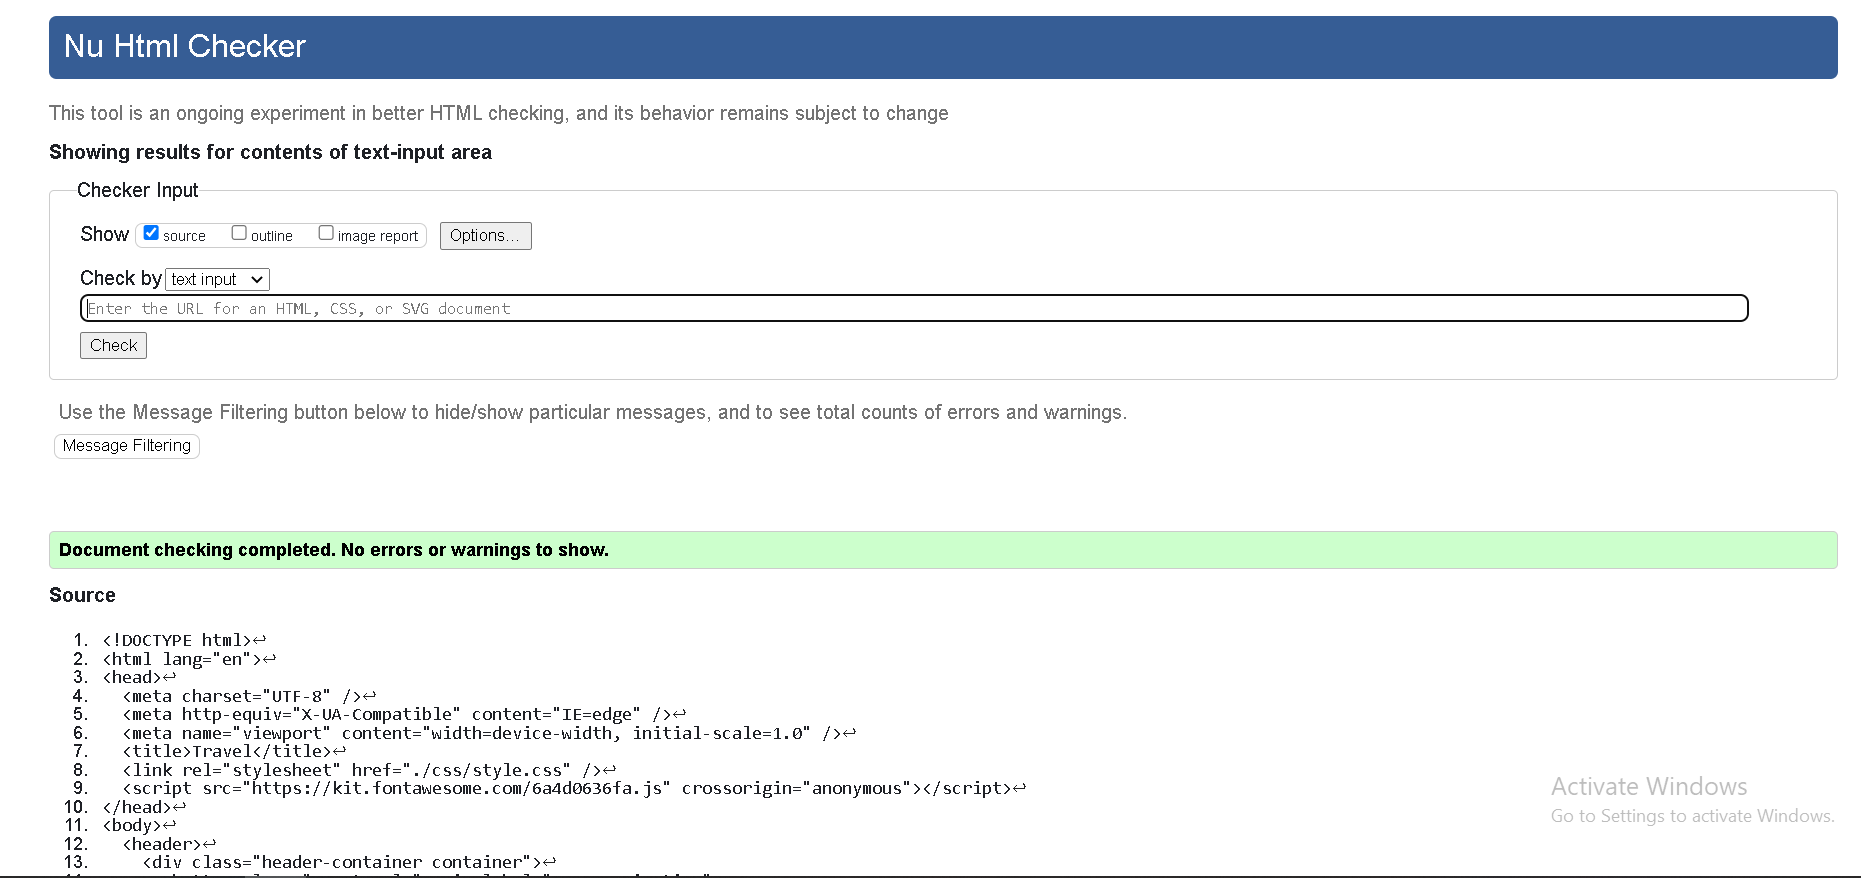 Nu Html Checker
This tool is an ongoing experiment in better HTML checking, and its behavior remains subject to change
Showing results for contents of text-input area
Checker Input
Show source outline image report Options...
Check by text input
Enter the URL for an HTML, CSS, or SVG document
Check
Use the Message Filtering button below to hide/show particular messages, and to see total counts of errors and warnings.
Message Filtering
Document checking completed. No errors or warnings to show.
Source
1. <!DOCTYPE html>↩
2. <html lang="en">↩
3. <head>↩
4. <meta charset="UTF-8" />↩
5. <meta http-equiv="X-UA-Compatible" content="IE=edge" />↩
6. <meta name="viewport" content="width=device-width, initial-scale=1.0" />↩
7. <title>Travel</title>↩
8. <link rel="stylesheet" href="./css/style.css" />↩
9. <script src="https://kit.fontawesome.com/6a4d0636fa.js" crossorigin="anonymous"></script>↩
10. </head>↩
11. <body>↩
12. <header>↩
13. <div class="header-container container">↩
Activate Windows
Go to Settings to activate Windows.